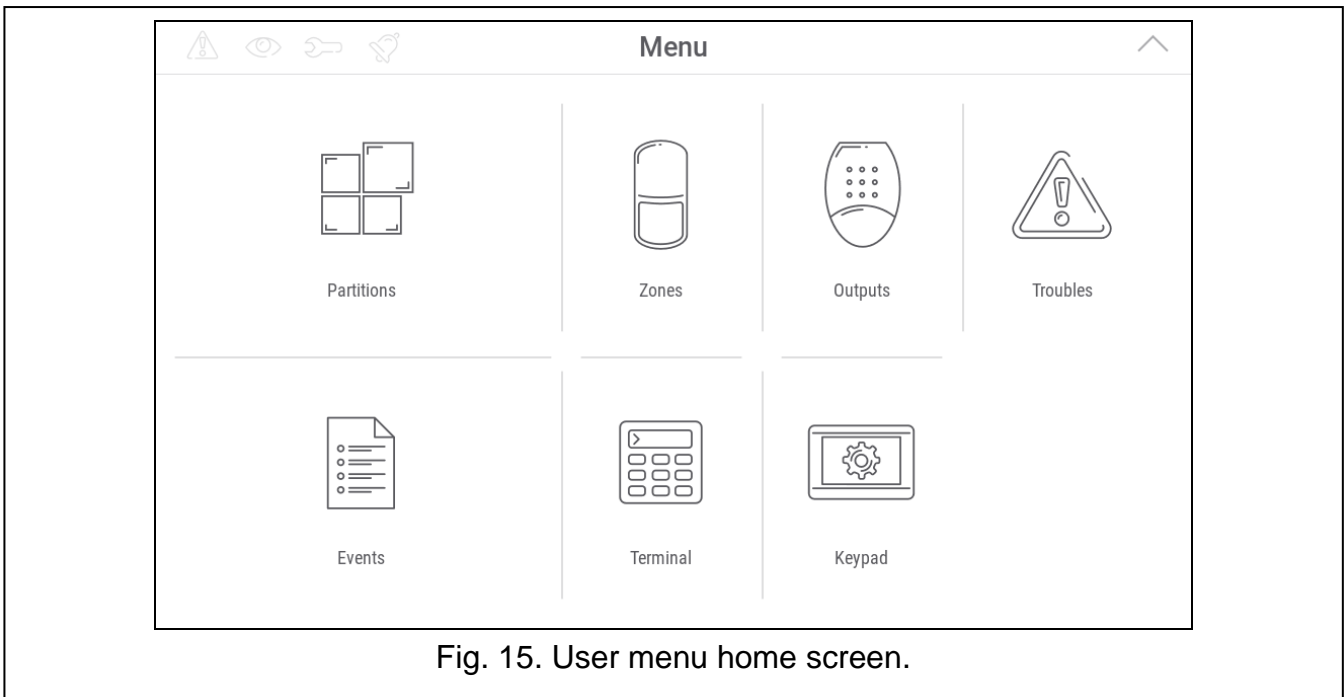 Menu
Partitions
Zones
Outputs
Troubles
Events
Terminal
Keypad
Fig. 15. User menu home screen.